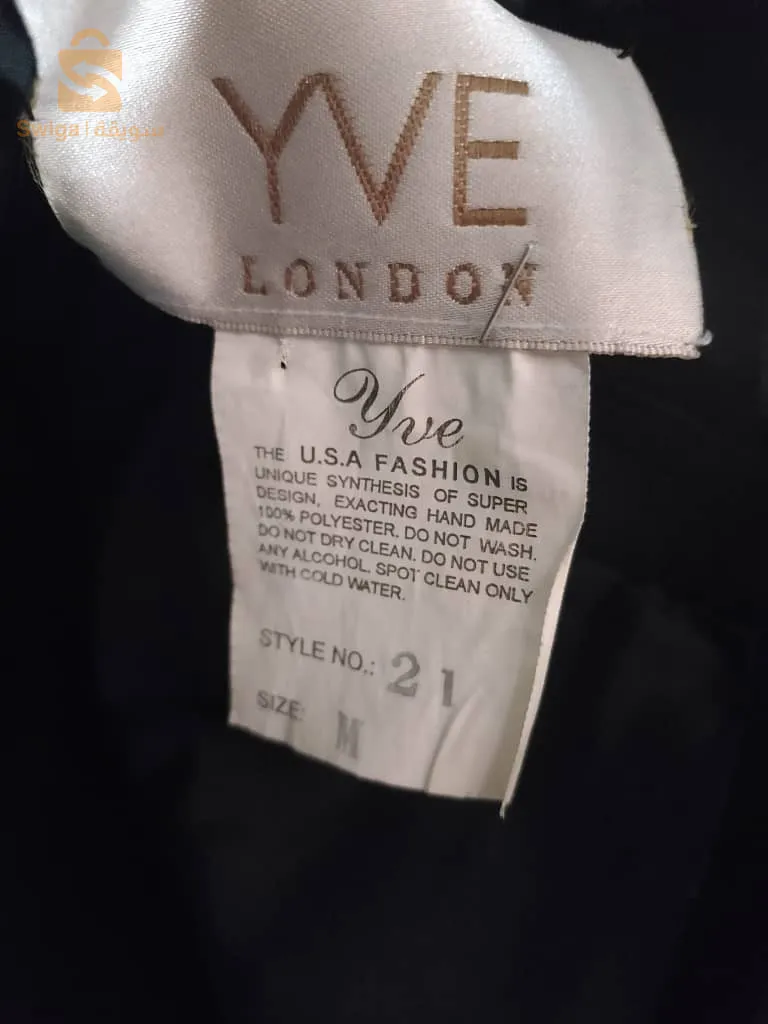 Swiga | سويقة
YVE
LONDON
Yve
THE U.S.A FASHION IS
UNIQUE SYNTHESIS OF SUPER
DESIGN, EXACTING HAND MADE
100% POLYESTER. DO NOT WASH.
DO NOT DRY CLEAN. DO NOT USE
ANY ALCOHOL. SPOT CLEAN ONLY
WITH COLD WATER.
STYLE NO.: 21
SIZE: M